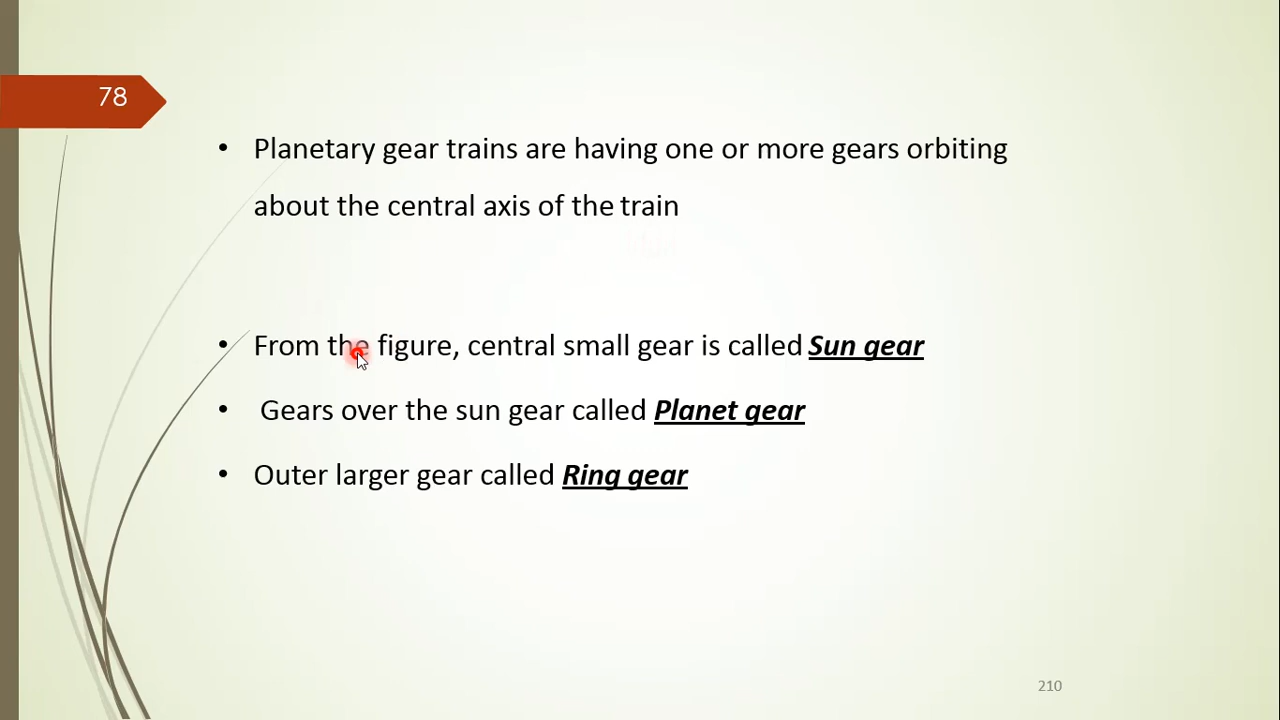 78
• Planetary gear trains are having one or more gears orbiting
about the central axis of the train
• From the figure, central small gear is called Sun gear
• Gears over the sun gear called Planet gear
• Outer larger gear called Ring gear
210